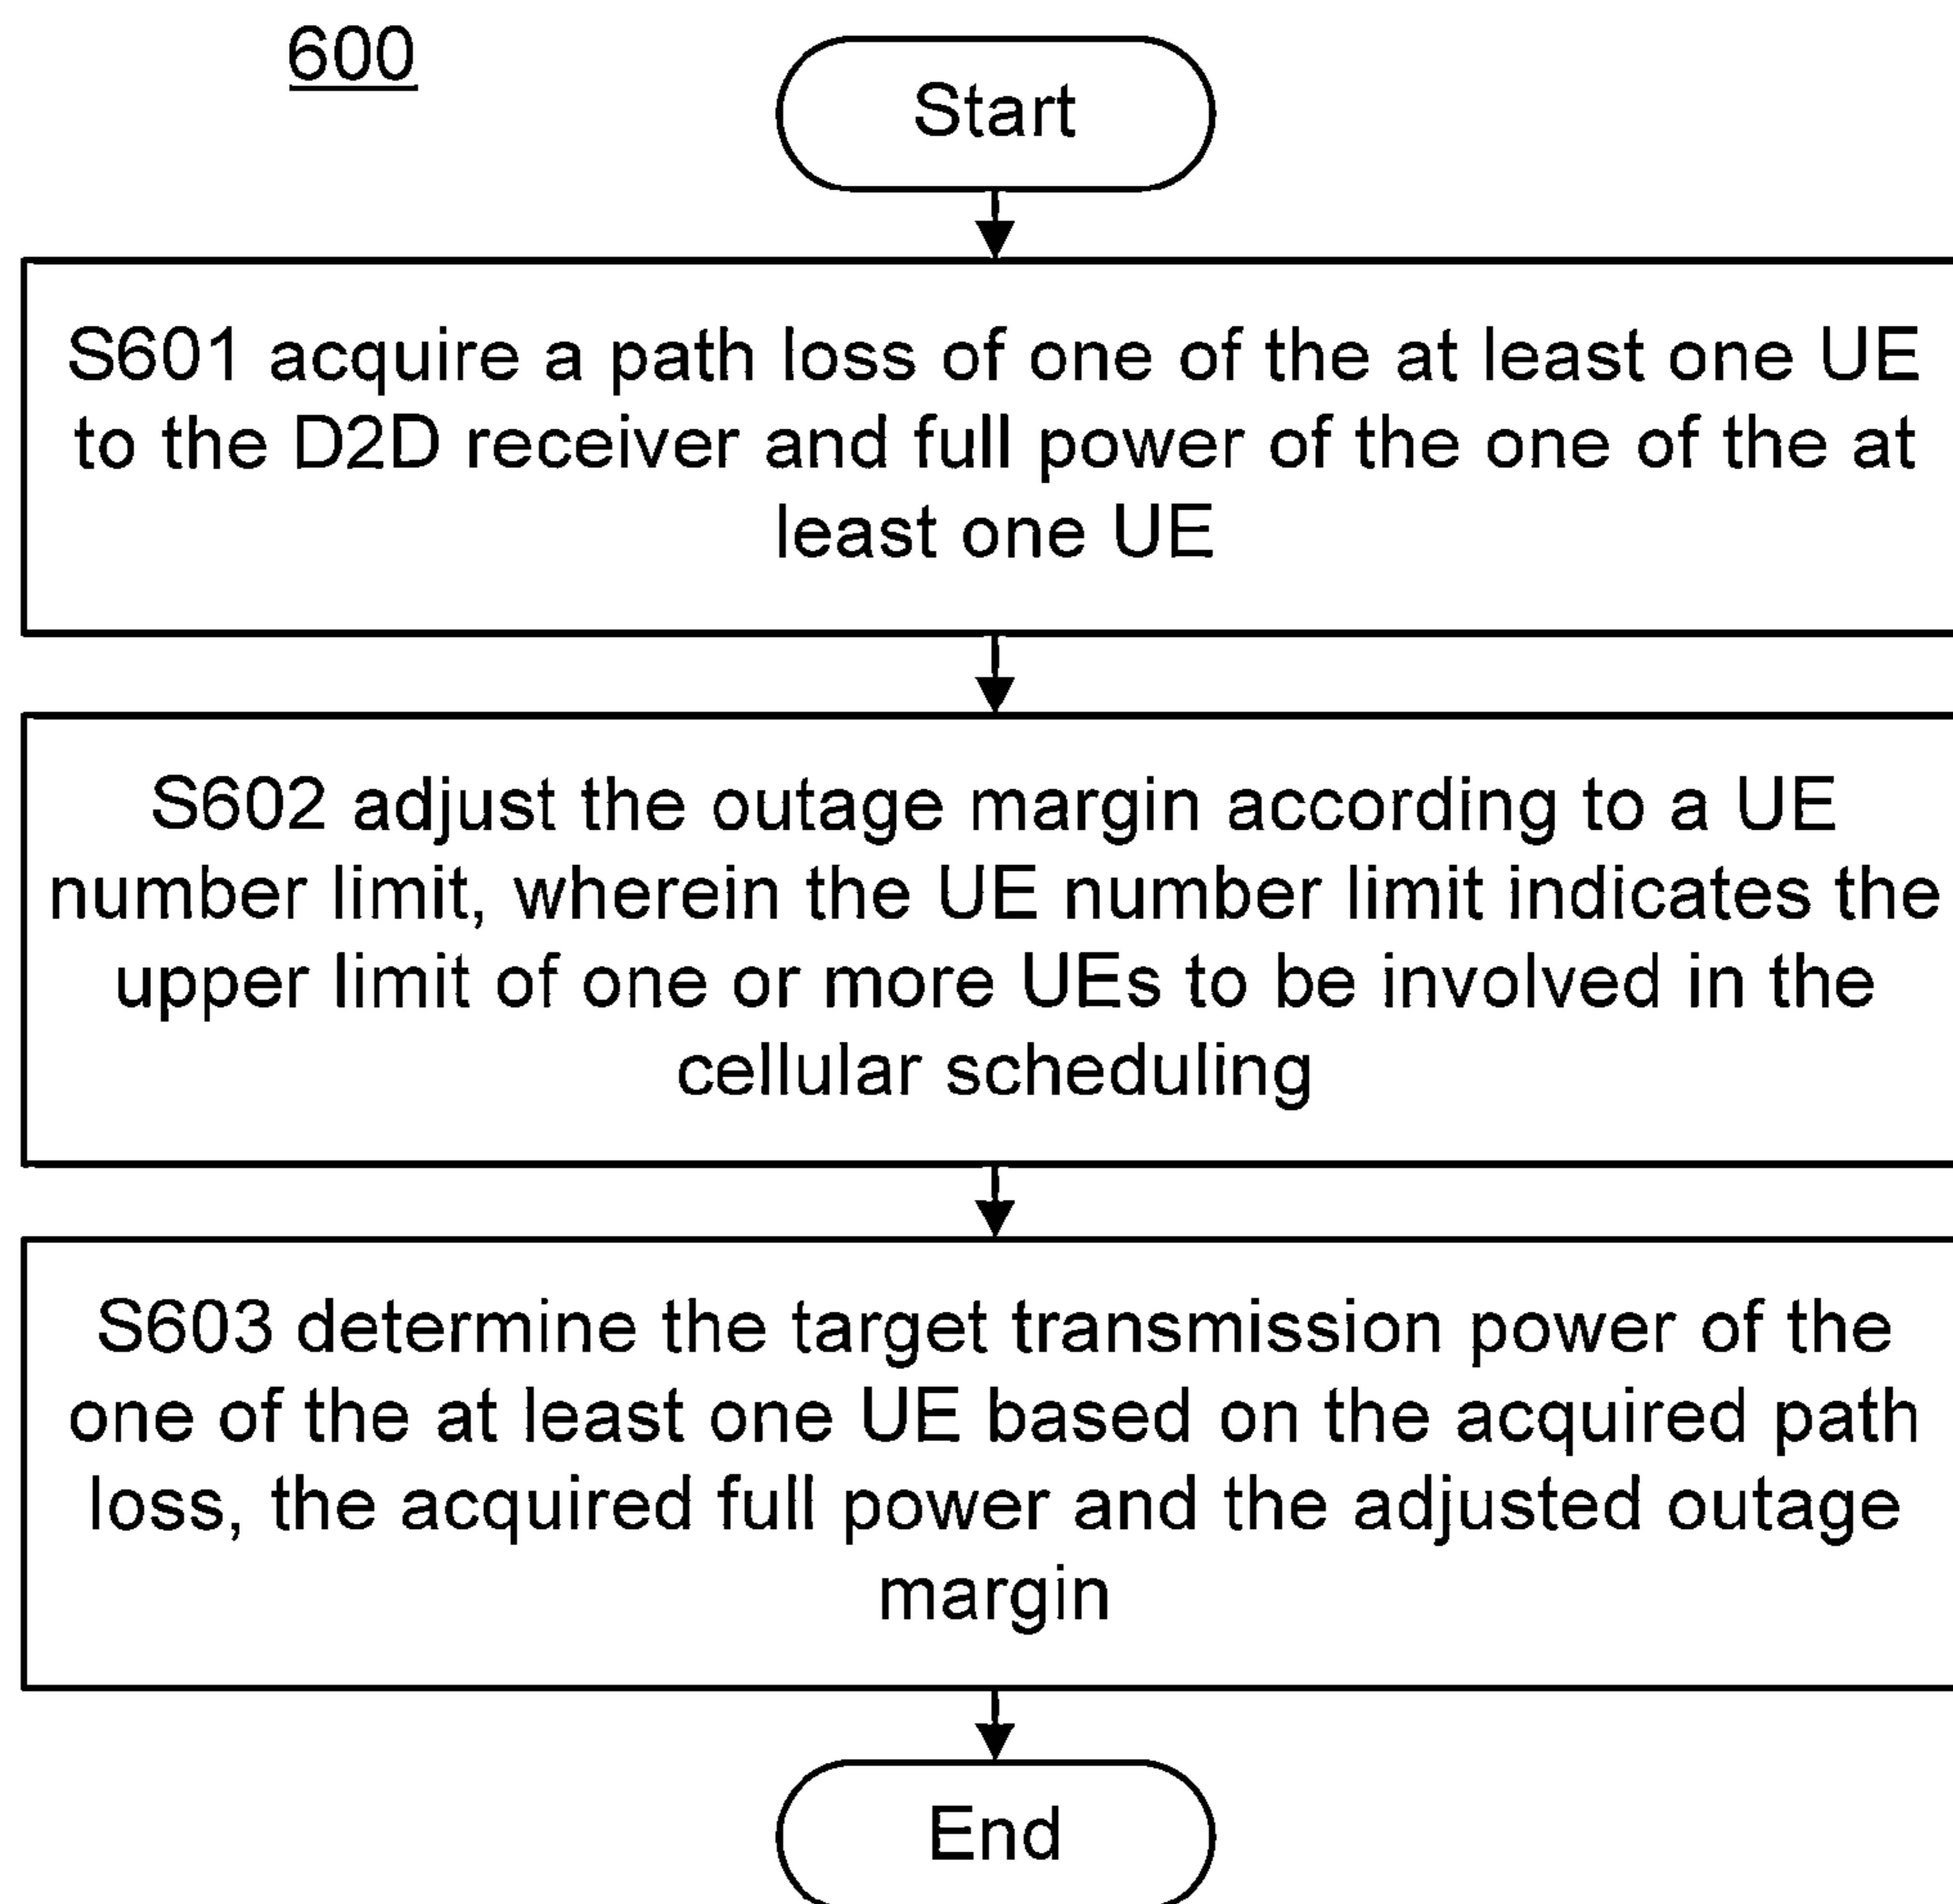 600
Start
S601 acquire a path loss of one of the at least one UE
to the D2D receiver and full power of the one of the at
least one UE
S602 adjust the outage margin according to a UE
number limit, wherein the UE number limit indicates the
upper limit of one or more UEs to be involved in the
cellular scheduling
S603 determine the target transmission power of the
one of the at least one UE based on the acquired path
loss, the acquired full power and the adjusted outage
margin
End